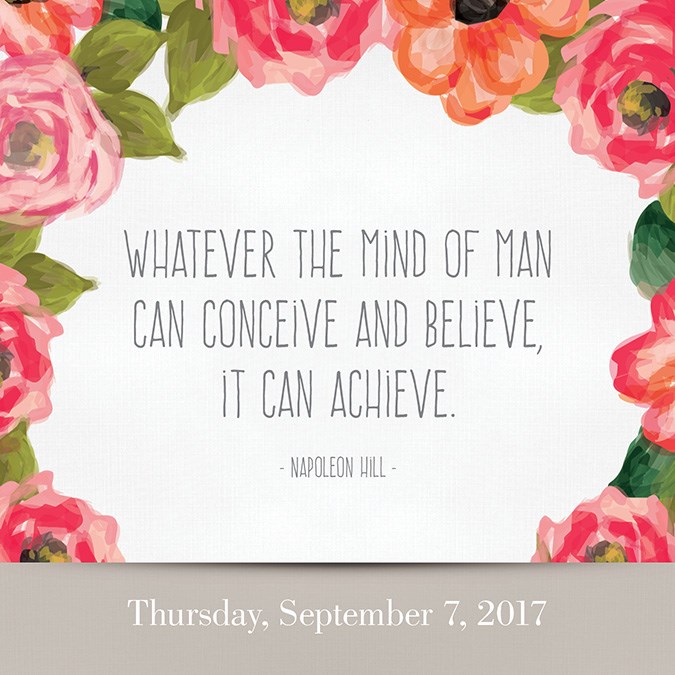 WHATEVER THE MIND OF MAN
CAN CONCEIVE AND BELIEVE,
IT CAN ACHIEVE.
- NAPOLEON HILL -
Thursday, September 7, 2017